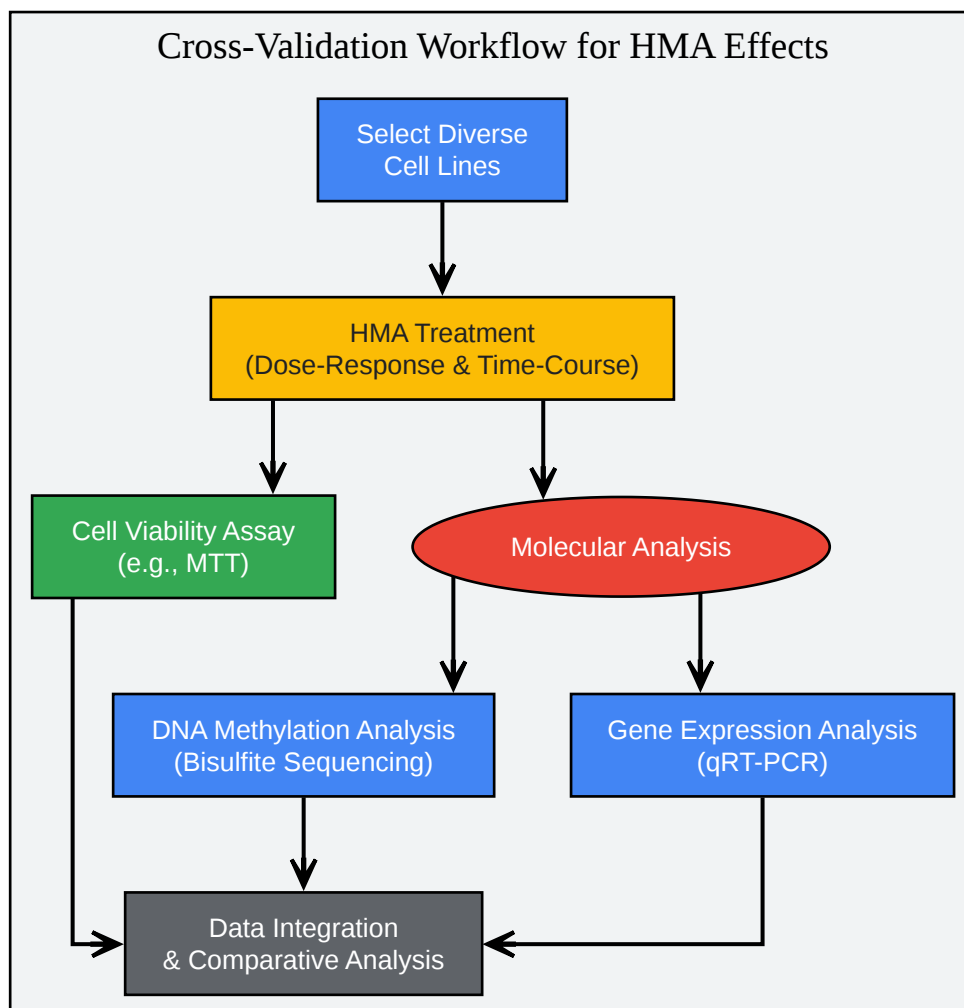 Cross-Validation Workflow for HMA Effects
Select Diverse
Cell Lines
HMA Treatment
(Dose-Response & Time-Course)
Cell Viability Assay
(e.g., MTT)
Molecular Analysis
DNA Methylation Analysis
(Bisulfite Sequencing)
Gene Expression Analysis
(qRT-PCR)
Data Integration
& Comparative Analysis